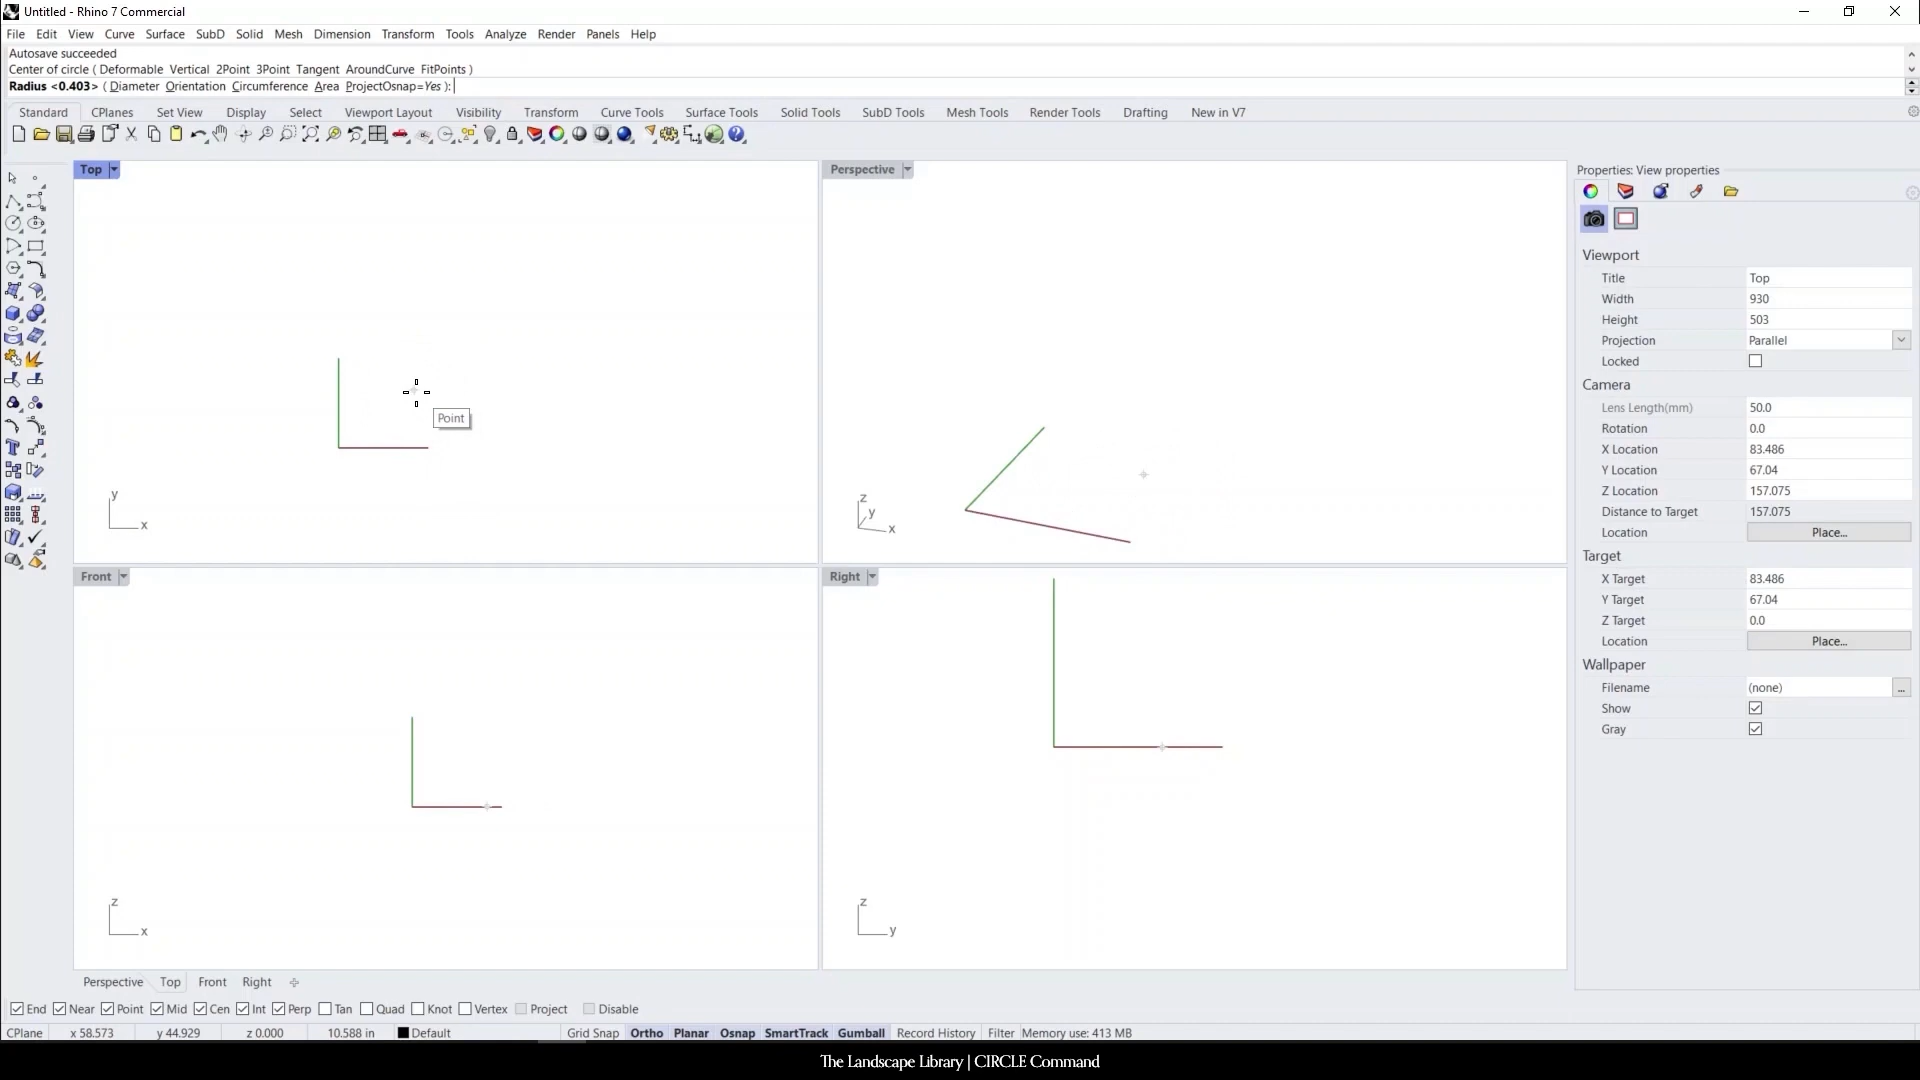 Untitled - Rhino 7 Commercial
File Edit View Curve Surface SubD Solid Mesh Dimension Transform Tools Analyze Render Panels Help
Autosave succeeded
Center of circle ( Deformable Vertical 2Point 3Point Tangent AroundCurve FitPoints )
Radius <0.403> ( Diameter Orientation Circumference Area ProjectOsnap=Yes ):
Standard CPlanes Set View Display Select Viewport Layout Visibility Transform Curve Tools Surface Tools Solid Tools SubD Tools Mesh Tools Render Tools Drafting New in V7
Top
Point
y
x
Perspective
z
y
x
Front
z
x
Right
z
y
Properties: View properties
Viewport
Title Top
Width 930
Height 503
Projection Parallel
Locked
Camera
Lens Length(mm) 50.0
Rotation 0.0
X Location 83.486
Y Location 67.04
Z Location 157.075
Distance to Target 157.075
Location Place...
Target
X Target 83.486
Y Target 67.04
Z Target 0.0
Location Place...
Wallpaper
Filename (none) ...
Show
Gray
Perspective Top Front Right
End Near Point Mid Cen Int Perp Tan Quad Knot Vertex Project Disable
CPlane x 58.573 y 44.929 z 0.000 10.588 in Default Grid Snap Ortho Planar Osnap SmartTrack Gumball Record History Filter Memory use: 413 MB
The Landscape Library | CIRCLE Command